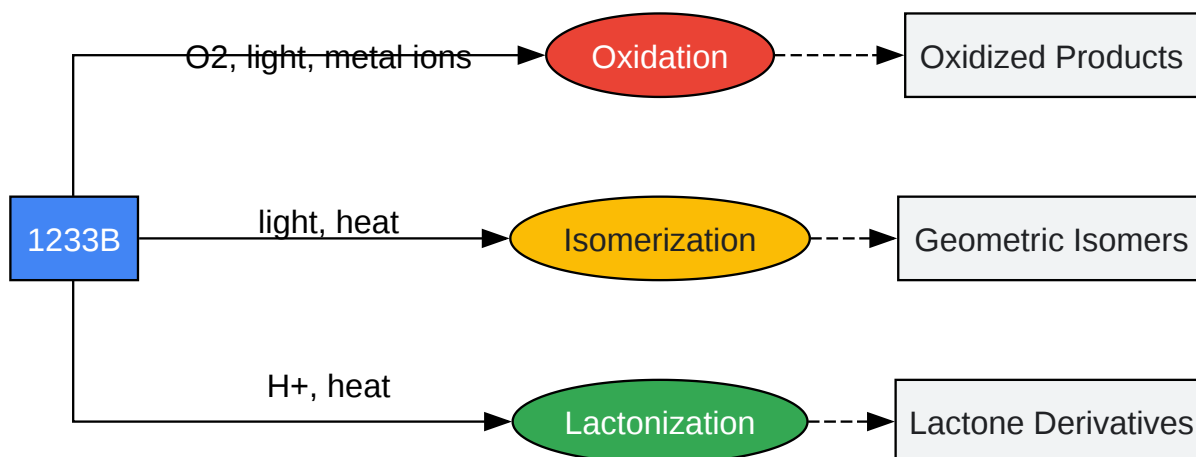 O2, light, metal ions
Oxidation
Oxidized Products
1233B
light, heat
Isomerization
Geometric Isomers
H+, heat
Lactonization
Lactone Derivatives